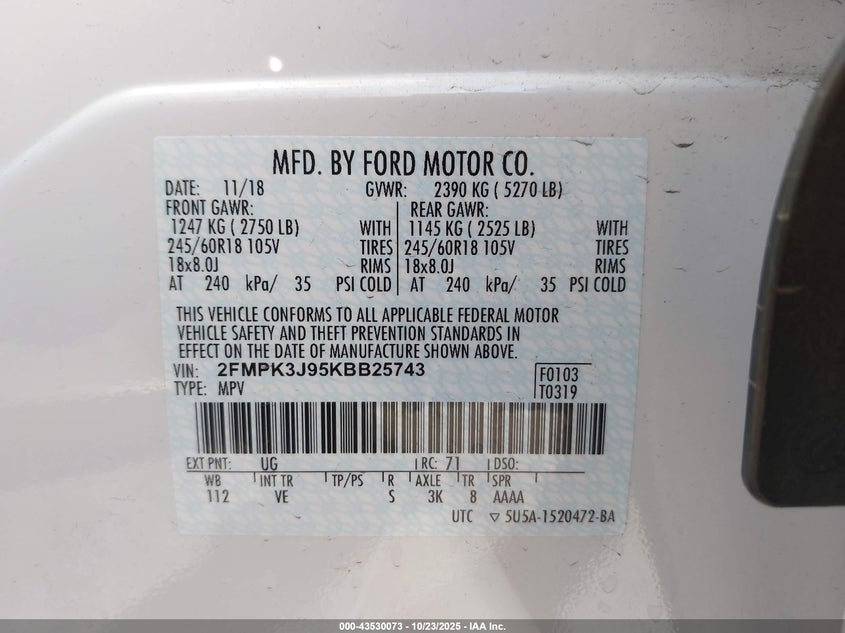 MFD. BY FORD MOTOR CO.
DATE: 11/18 GVWR: 2390 KG ( 5270 LB)
FRONT GAWR: REAR GAWR:
1247 KG ( 2750 LB) WITH 1145 KG ( 2525 LB) WITH
245/60R18 105V TIRES 245/60R18 105V TIRES
18x8.0J RIMS 18x8.0J RIMS
AT 240 kPa/ 35 PSI COLD AT 240 kPa/ 35 PSI COLD
THIS VEHICLE CONFORMS TO ALL APPLICABLE FEDERAL MOTOR
VEHICLE SAFETY AND THEFT PREVENTION STANDARDS IN
EFFECT ON THE DATE OF MANUFACTURE SHOWN ABOVE.
VIN: 2FMPK3J95KBB25743 F0103
TYPE: MPV T0319
EXT PNT: UG RC: 71 DSO:
WB INT TR TP/PS R AXLE TR SPR
112 VE S 3K 8 AAAA
UTC ▽ 5U5A-1520472-BA
000-43530073 - 10/23/2025 - IAA Inc.